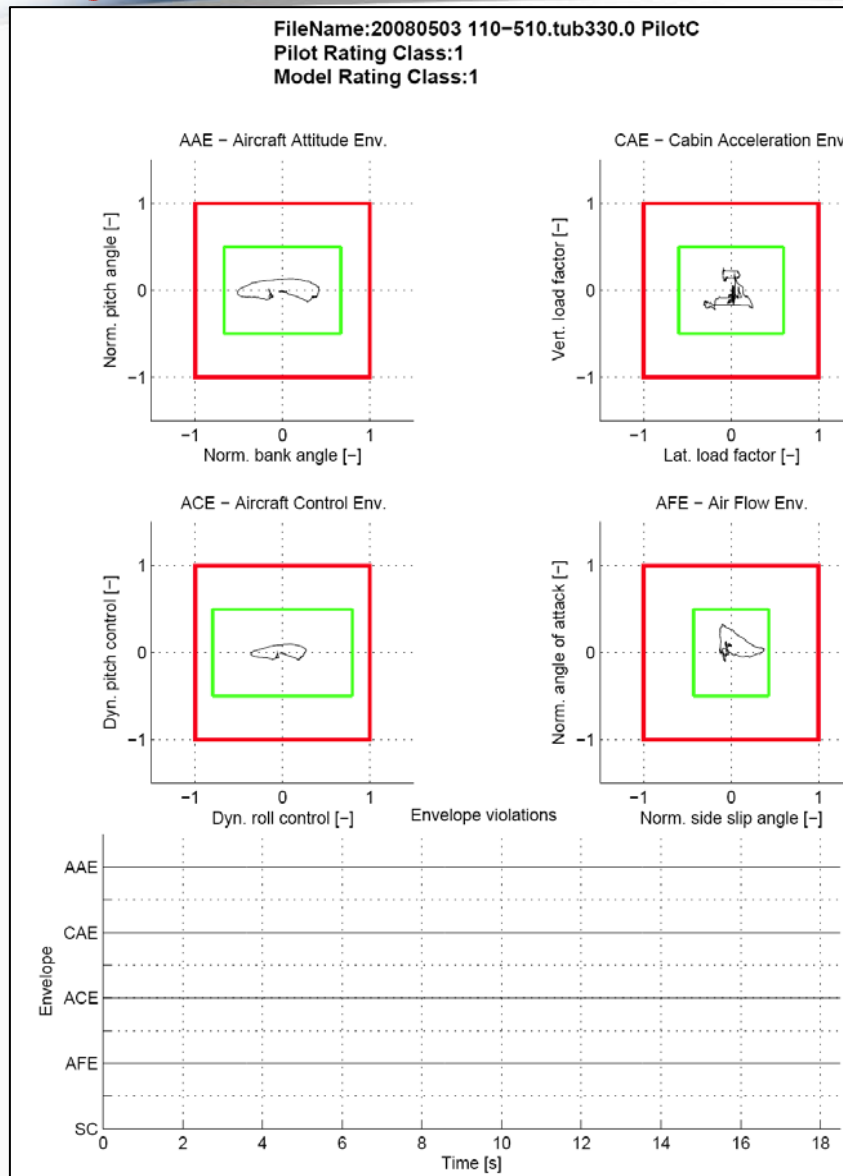 FileName:20080503 110−510.tub330.0 PilotC
Pilot Rating Class:1
Model Rating Class:1
AAE − Aircraft Attitude Env.
Norm. pitch angle [−]
1
0
−1
−1 0 1
Norm. bank angle [−]
CAE − Cabin Acceleration Env
Vert. load factor [−]
1
0
−1
−1 0 1
Lat. load factor [−]
ACE − Aircraft Control Env.
Dyn. pitch control [−]
1
0
−1
−1 0 1
Dyn. roll control [−]
AFE − Air Flow Env.
Norm. angle of attack [−]
1
0
−1
−1 0 1
Norm. side slip angle [−]
Envelope violations
Envelope
AAE
CAE
ACE
AFE
SC
0 2 4 6 8 10 12 14 16 18
Time [s]